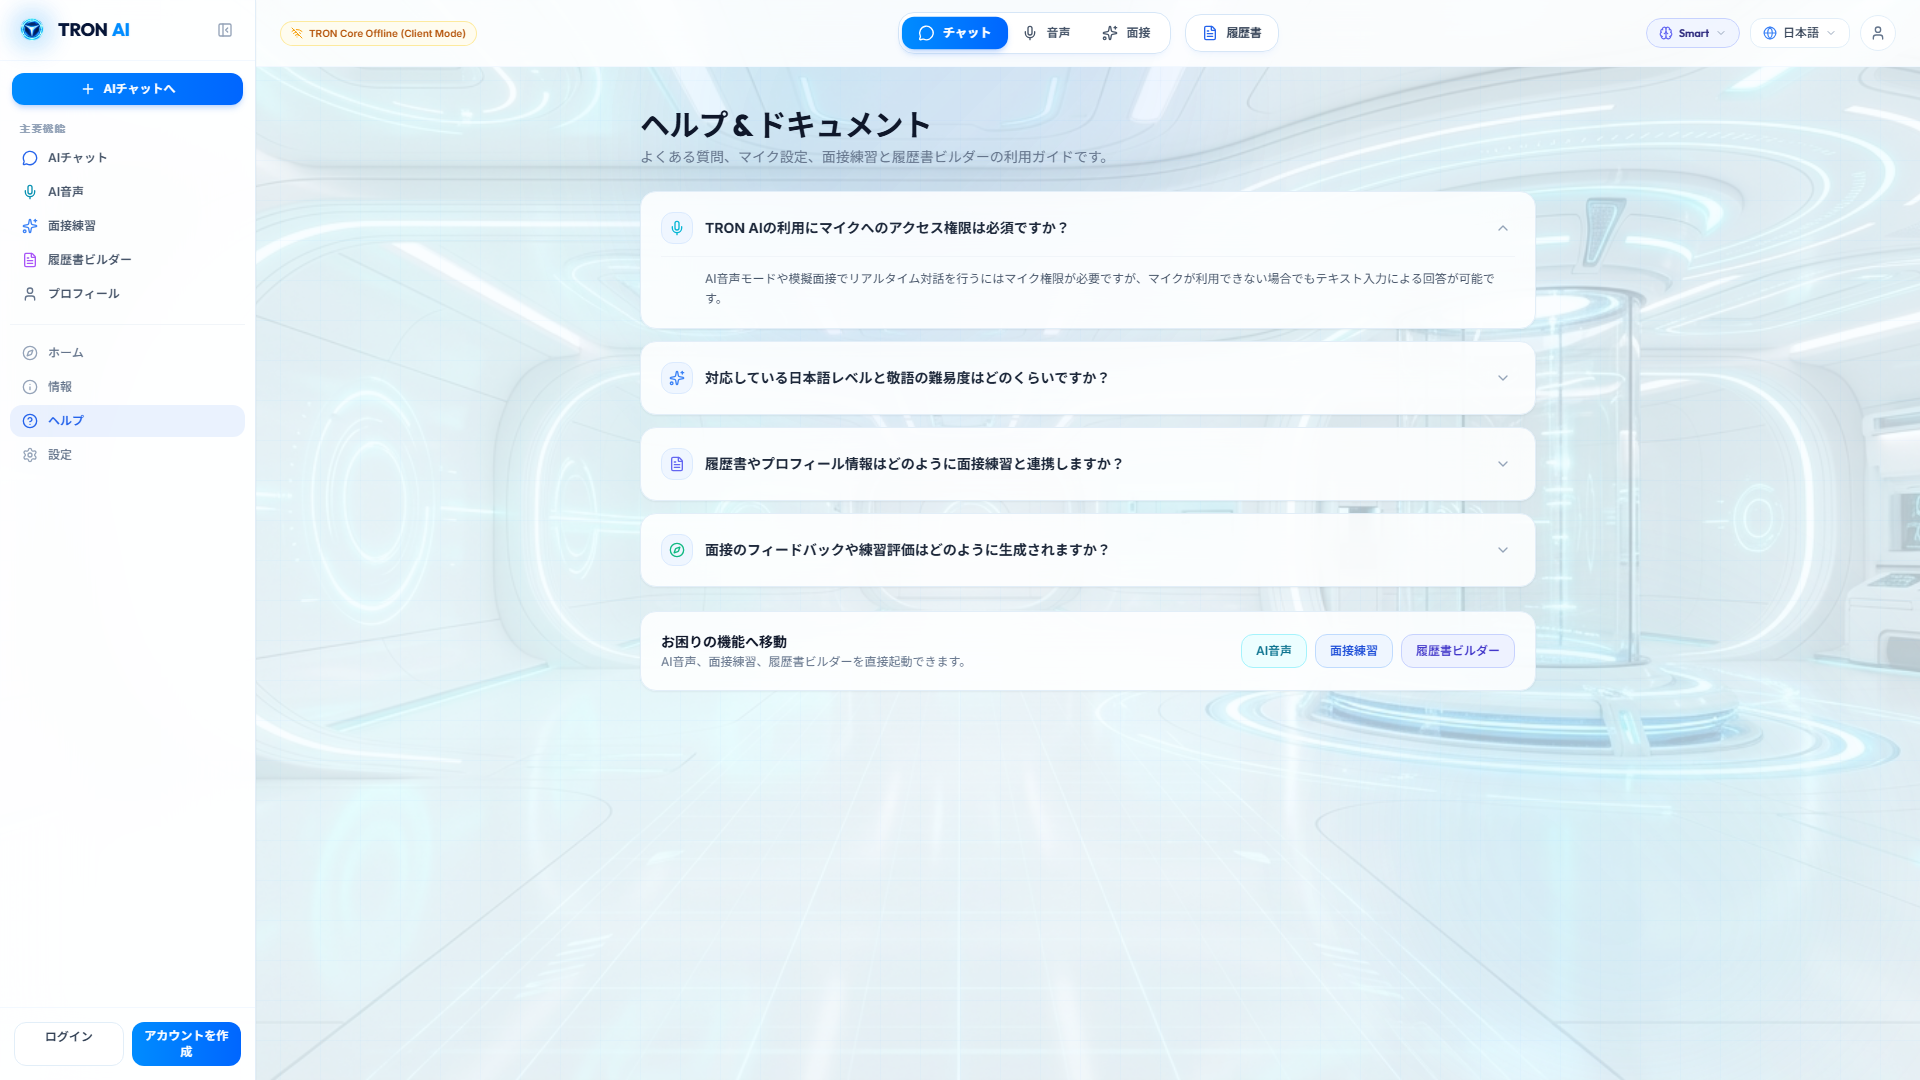 TRON AI
AIチャットへ
主要機能
AIチャット
AI音声
面接練習
履歴書ビルダー
プロフィール
ホーム
情報
ヘルプ
設定
ログイン
アカウントを作
成
TRON Core Offline (Client Mode)
チャット
音声
面接
履歴書
Smart
日本語
ヘルプ & ドキュメント
よくある質問、マイク設定、面接練習と履歴書ビルダーの利用ガイドです。
TRON AIの利用にマイクへのアクセス権限は必須ですか？
AI音声モードや模擬面接でリアルタイム対話を行うにはマイク権限が必要ですが、マイクが利用できない場合でもテキスト入力による回答が可能で
す。
対応している日本語レベルと敬語の難易度はどのくらいですか？
履歴書やプロフィール情報はどのように面接練習と連携しますか？
面接のフィードバックや練習評価はどのように生成されますか？
お困りの機能へ移動
AI音声、面接練習、履歴書ビルダーを直接起動できます。
AI音声
面接練習
履歴書ビルダー